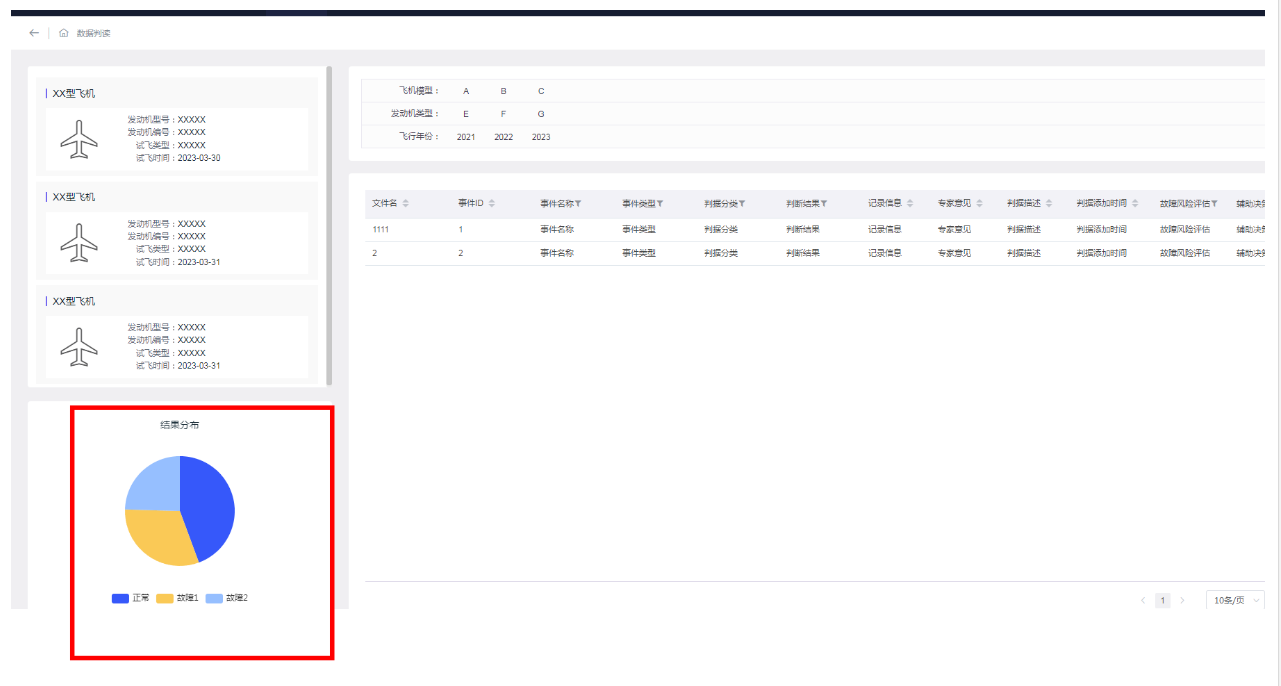 数据判读
XX型飞机
发动机型号：XXXXX
发动机编号：XXXXX
试飞类型：XXXXX
试飞时间：2023-03-30
XX型飞机
发动机型号：XXXXX
发动机编号：XXXXX
试飞类型：XXXXX
试飞时间：2023-03-31
XX型飞机
发动机型号：XXXXX
发动机编号：XXXXX
试飞类型：XXXXX
试飞时间：2023-03-31
结果分布
正常 故障1 故障2
飞机模型： A B C
发动机类型： E F G
飞行年份： 2021 2022 2023
文件名 事件ID 事件名称 事件类型 判据分类 判断结果 记录信息 专家意见 判据描述 判据添加时间 故障风险评估 辅助决
1111 1 事件名称 事件类型 判据分类 判断结果 记录信息 专家意见 判据描述 判据添加时间 故障风险评估 辅助决
2 2 事件名称 事件类型 判据分类 判断结果 记录信息 专家意见 判据描述 判据添加时间 故障风险评估 辅助决
1 10条/页